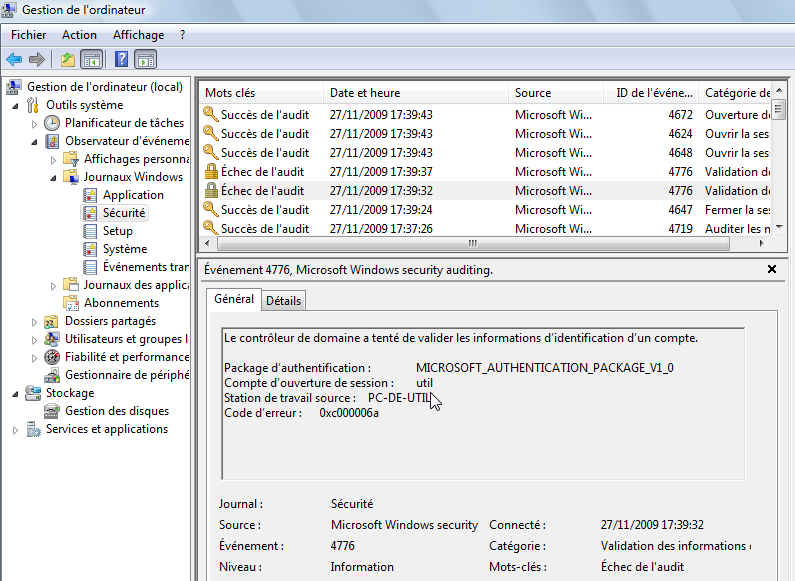 Gestion de l'ordinateur
Fichier Action Affichage ?
Gestion de l'ordinateur (local)
Outils système
Planificateur de tâches
Observateur d'événeme
Affichages personna
Journaux Windows
Application
Sécurité
Setup
Système
Événements tran
Journaux des applica
Abonnements
Dossiers partagés
Utilisateurs et groupes l
Fiabilité et performance
Gestionnaire de périphé
Stockage
Gestion des disques
Services et applications
Mots clés Date et heure Source ID de l'événe... Catégorie de
Succès de l'audit 27/11/2009 17:39:43 Microsoft Wi... 4672 Ouverture d
Succès de l'audit 27/11/2009 17:39:43 Microsoft Wi... 4624 Ouvrir la ses
Succès de l'audit 27/11/2009 17:39:43 Microsoft Wi... 4648 Ouvrir la ses
Échec de l'audit 27/11/2009 17:39:37 Microsoft Wi... 4776 Validation de
Échec de l'audit 27/11/2009 17:39:32 Microsoft Wi... 4776 Validation de
Succès de l'audit 27/11/2009 17:39:24 Microsoft Wi... 4647 Fermer la ses
Succès de l'audit 27/11/2009 17:37:26 Microsoft Wi... 4719 Auditer les m
Événement 4776, Microsoft Windows security auditing.
Général Détails
Le contrôleur de domaine a tenté de valider les informations d'identification d'un compte.
Package d'authentification : MICROSOFT_AUTHENTICATION_PACKAGE_V1_0
Compte d'ouverture de session : util
Station de travail source : PC-DE-UTIL
Code d'erreur : 0xc000006a
Journal : Sécurité
Source : Microsoft Windows security Connecté : 27/11/2009 17:39:32
Événement : 4776 Catégorie : Validation des informations
Niveau : Information Mots-clés : Échec de l'audit